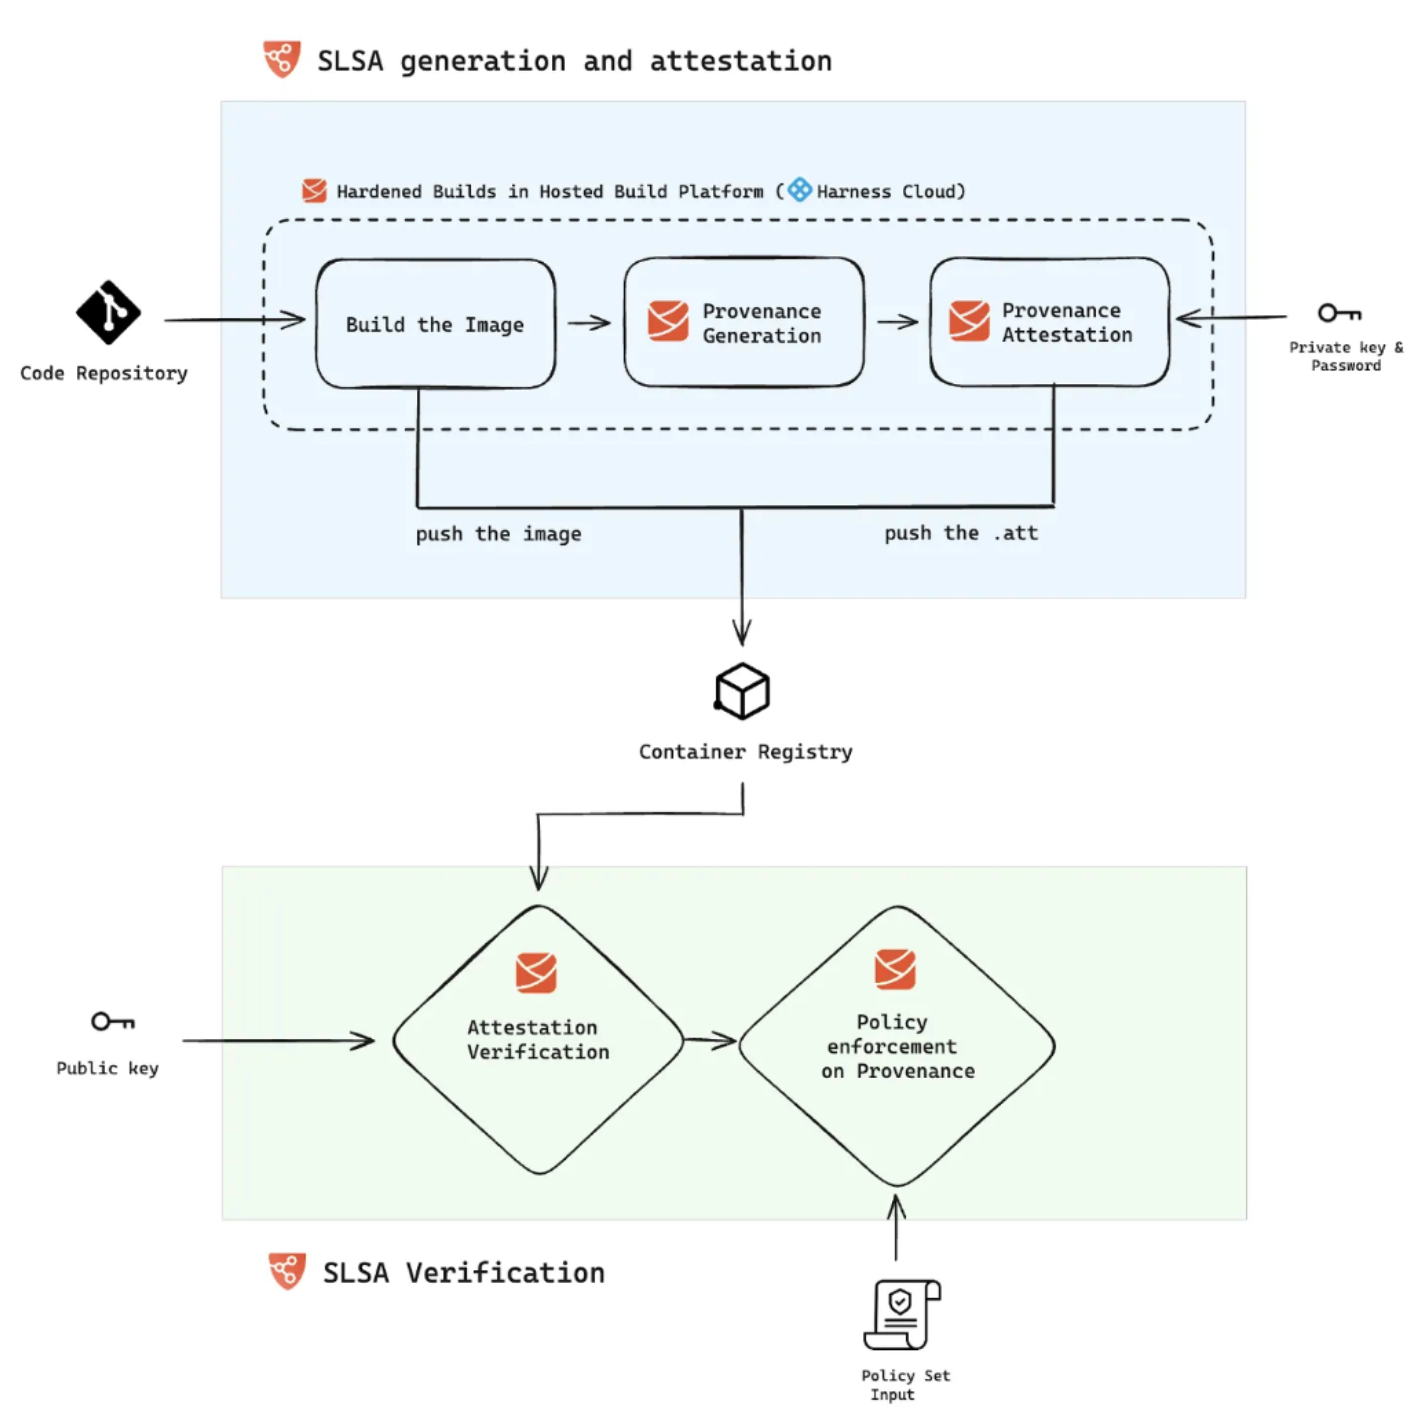 SLSA generation and attestation
Hardened Builds in Hosted Build Platform (Harness Cloud)
Code Repository
Build the Image
Provenance
Generation
Provenance
Attestation
Private key &
Password
push the image
push the .att
Container Registry
Public key
Attestation
Verification
Policy
enforcement
on Provenance
SLSA Verification
Policy Set
Input